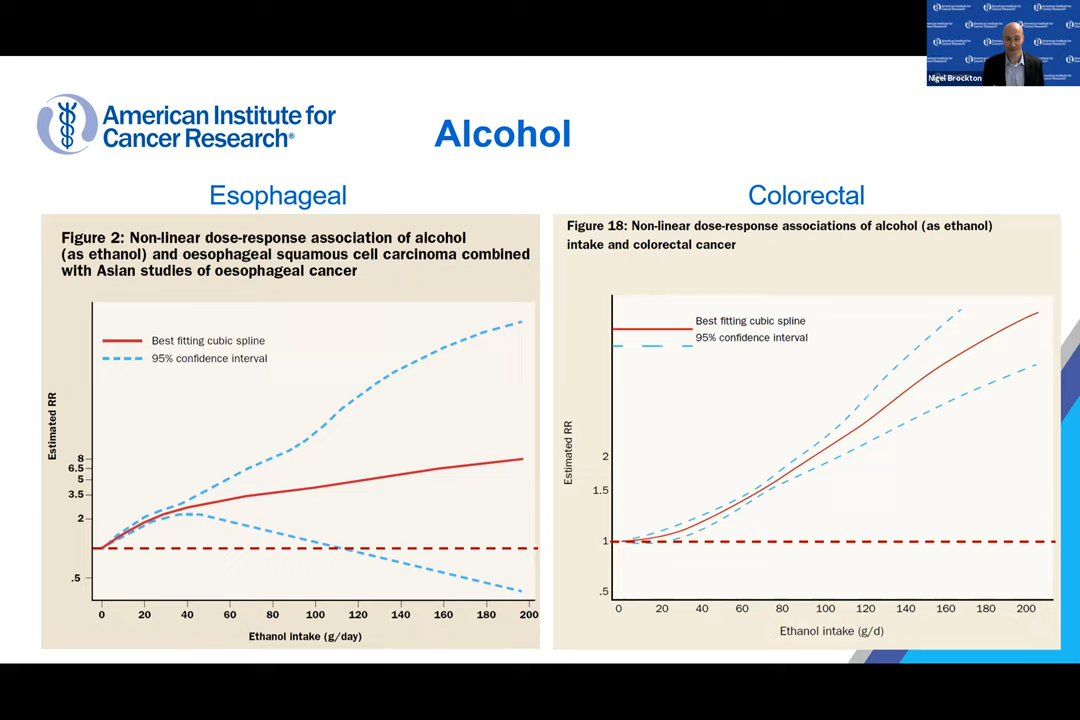 American Institute for
Cancer Research®
Alcohol
Nigel Brockton
American Institute for
Cancer Research
Esophageal
Colorectal
Figure 2: Non-linear dose-response association of alcohol
(as ethanol) and oesophageal squamous cell carcinoma combined
with Asian studies of oesophageal cancer
Best fitting cubic spline
95% confidence interval
Estimated RR
8
6.5
5
3.5
2
.5
0 20 40 60 80 100 120 140 160 180 200
Ethanol intake (g/day)
Figure 18: Non-linear dose-response associations of alcohol (as ethanol)
intake and colorectal cancer
Best fitting cubic spline
95% confidence interval
Estimated RR
2
1.5
1
.5
0 20 40 60 80 100 120 140 160 180 200
Ethanol intake (g/d)